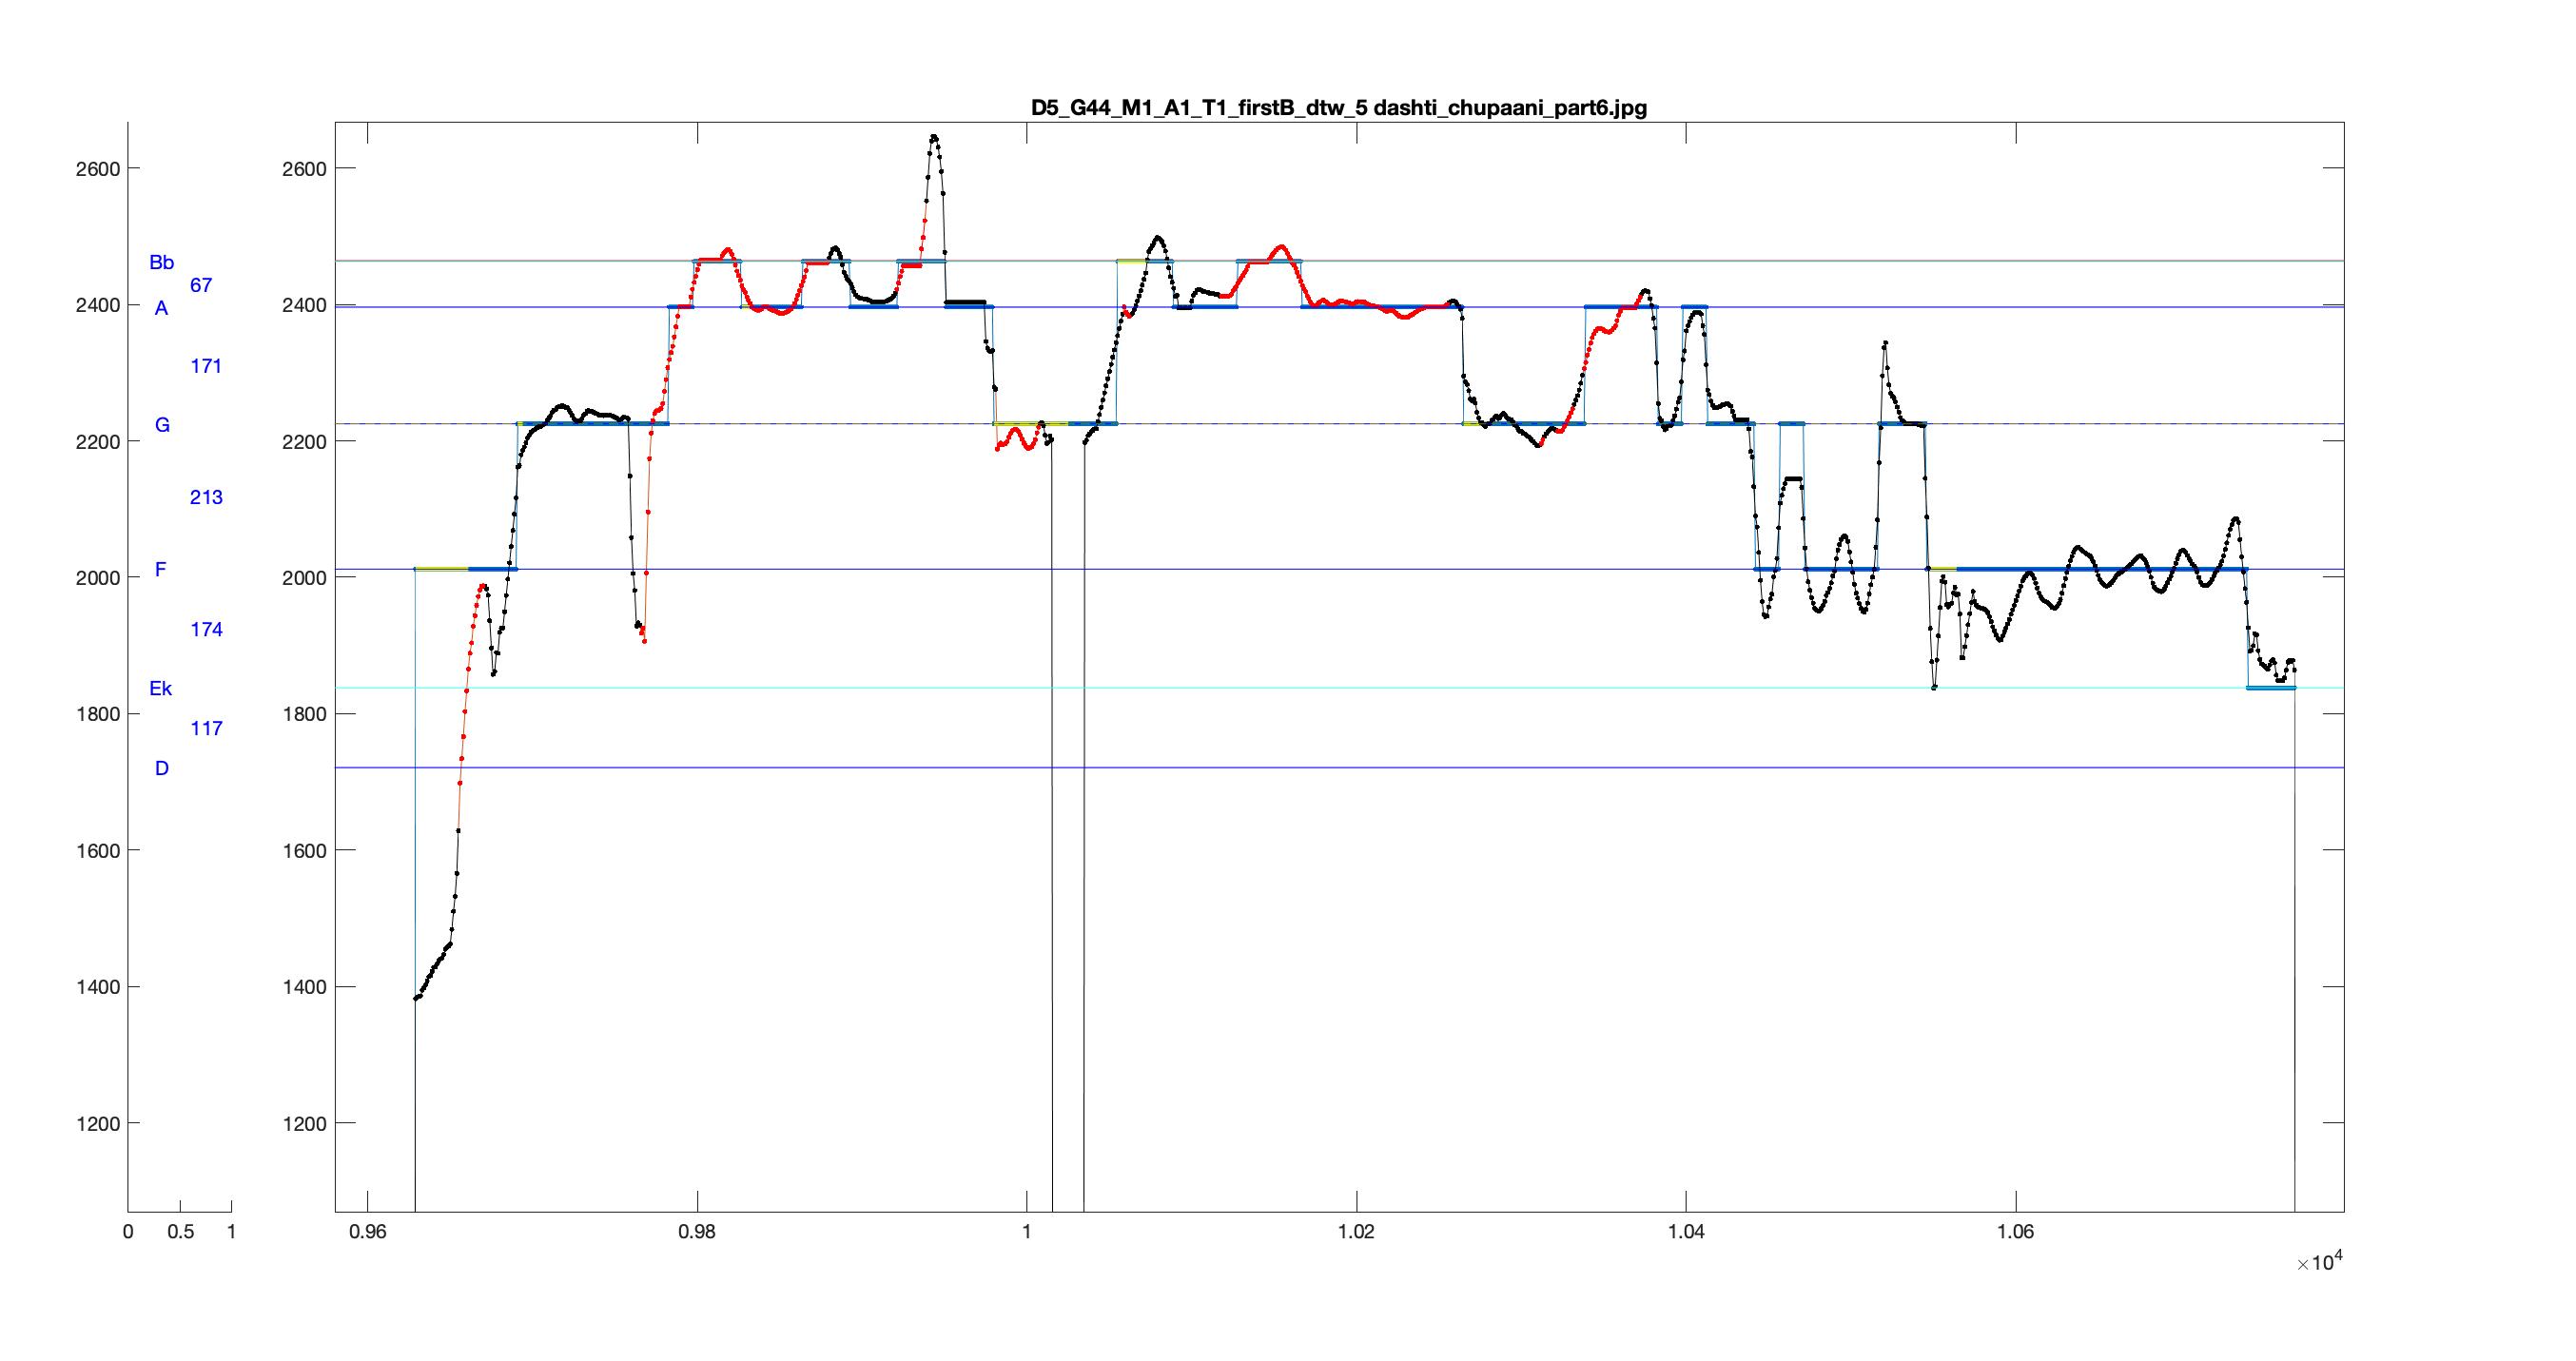 D5_G44_M1_A1_T1_firstB_dtw_5 dashti_chupaani_part6.jpg
2600 2600
Bb
67
2400 A 2400
171
G
2200 2200
213
2000 F 2000
174
Ek
1800 117 1800
D
1600 1600
1400 1400
1200 1200
0 0.5 1 0.96 0.98 1 1.02 1.04 1.06
×10⁴